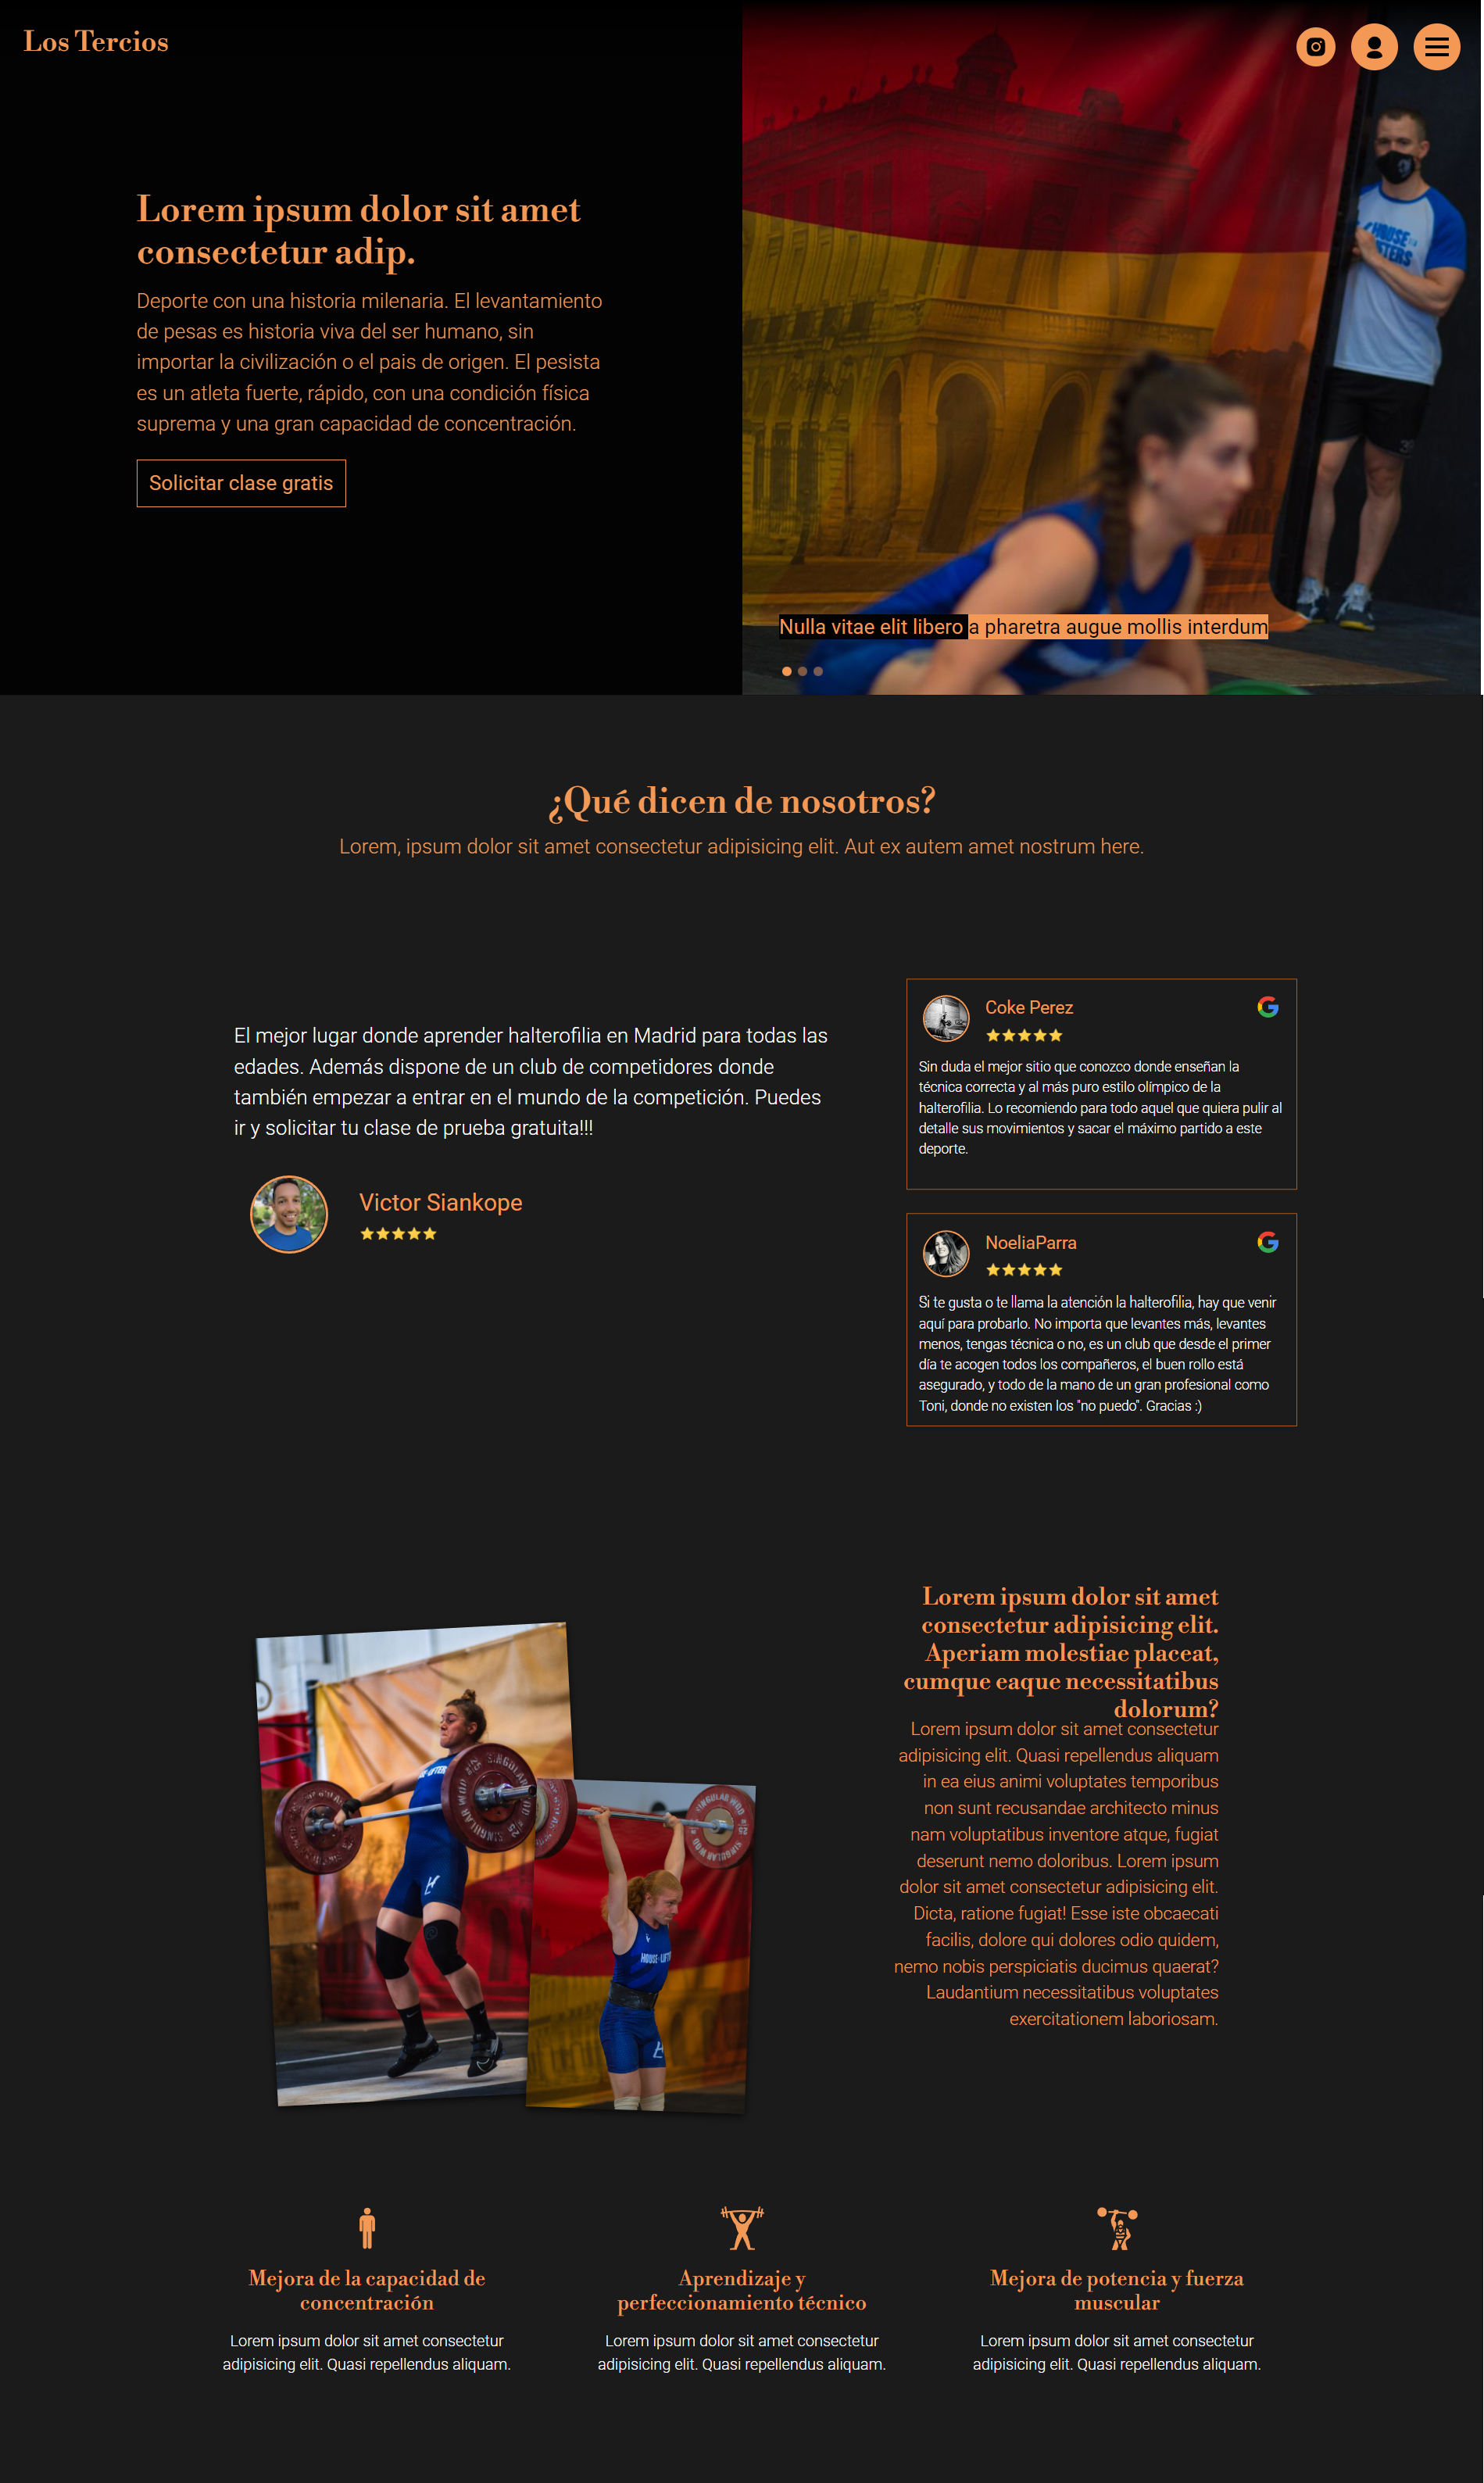 Los Tercios
Lorem ipsum dolor sit amet
consectetur adip.
Deporte con una historia milenaria. El levantamiento
de pesas es historia viva del ser humano, sin
importar la civilización o el pais de origen. El pesista
es un atleta fuerte, rápido, con una condición física
suprema y una gran capacidad de concentración.
Solicitar clase gratis
HOUSE
LIFTERS
Nulla vitae elit libero a pharetra augue mollis interdum
¿Qué dicen de nosotros?
Lorem, ipsum dolor sit amet consectetur adipisicing elit. Aut ex autem amet nostrum here.
El mejor lugar donde aprender halterofilia en Madrid para todas las
edades. Además dispone de un club de competidores donde
también empezar a entrar en el mundo de la competición. Puedes
ir y solicitar tu clase de prueba gratuita!!!
Victor Siankope
Coke Perez
Sin duda el mejor sitio que conozco donde enseñan la
técnica correcta y al más puro estilo olímpico de la
halterofilia. Lo recomiendo para todo aquel que quiera pulir al
detalle sus movimientos y sacar el máximo partido a este
deporte.
NoeliaParra
Si te gusta o te llama la atención la halterofilia, hay que venir
aquí para probarlo. No importa que levantes más, levantes
menos, tengas técnica o no, es un club que desde el primer
día te acogen todos los compañeros, el buen rollo está
asegurado, y todo de la mano de un gran profesional como
Toni, donde no existen los "no puedo". Gracias :)
Lorem ipsum dolor sit amet
consectetur adipisicing elit.
Aperiam molestiae placeat,
cumque eaque necessitatibus
dolorum?
Lorem ipsum dolor sit amet consectetur
adipisicing elit. Quasi repellendus aliquam
in ea eius animi voluptates temporibus
non sunt recusandae architecto minus
nam voluptatibus inventore atque, fugiat
deserunt nemo doloribus. Lorem ipsum
dolor sit amet consectetur adipisicing elit.
Dicta, ratione fugiat! Esse iste obcaecati
facilis, dolore qui dolores odio quidem,
nemo nobis perspiciatis ducimus quaerat?
Laudantium necessitatibus voluptates
exercitationem laboriosam.
SINGULAR WOD
SINGULAR WOD
Mejora de la capacidad de
concentración
Lorem ipsum dolor sit amet consectetur
adipisicing elit. Quasi repellendus aliquam.
Aprendizaje y
perfeccionamiento técnico
Lorem ipsum dolor sit amet consectetur
adipisicing elit. Quasi repellendus aliquam.
Mejora de potencia y fuerza
muscular
Lorem ipsum dolor sit amet consectetur
adipisicing elit. Quasi repellendus aliquam.